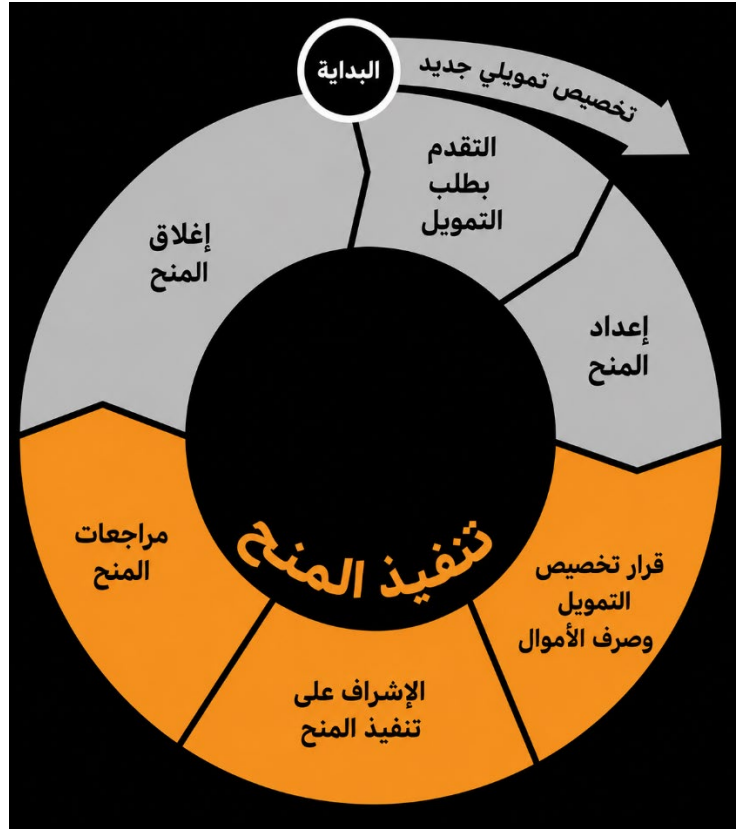 البداية
تخصيص تمويلي جديد
التقدم
بطلب
التمويل
إعداد
المنح
قرار تخصيص
التمويل
وصرف الأموال
الإشراف على
تنفيذ المنح
مراجعات
المنح
إغلاق
المنح
تنفيذ المنح